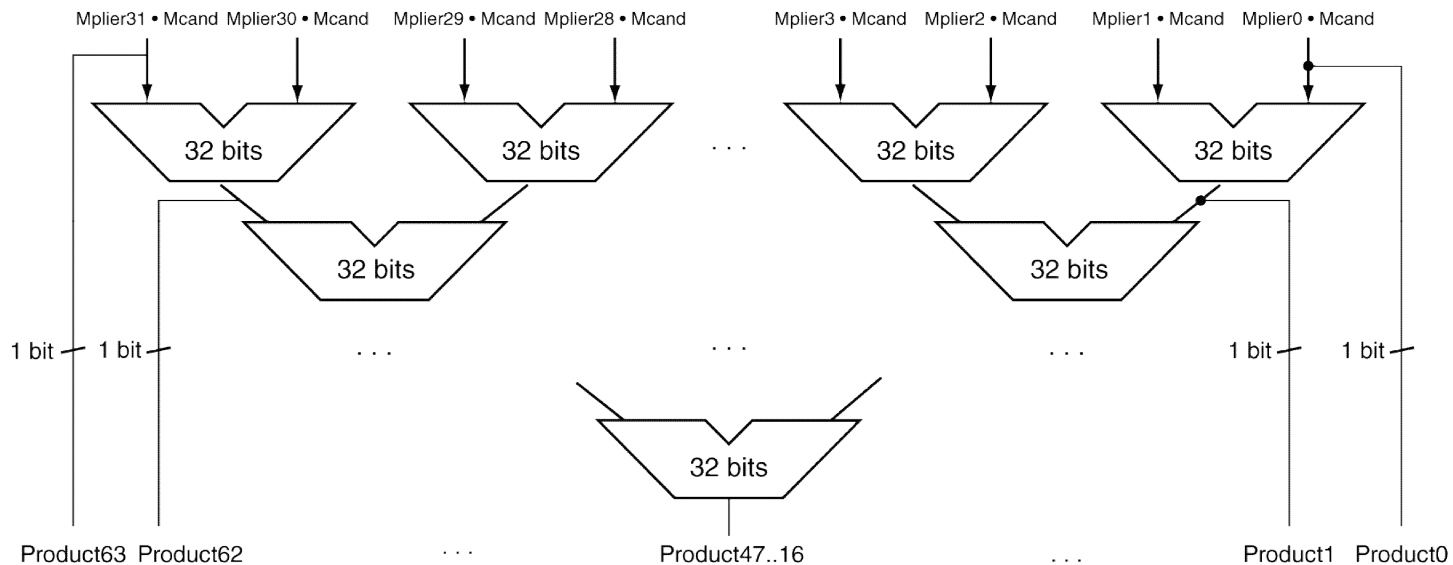 Mplier31 • Mcand Mplier30 • Mcand Mplier29 • Mcand Mplier28 • Mcand Mplier3 • Mcand Mplier2 • Mcand Mplier1 • Mcand Mplier0 • Mcand
32 bits 32 bits . . . 32 bits 32 bits
32 bits 32 bits
1 bit 1 bit . . . . . . . . . 1 bit 1 bit
32 bits
Product63 Product62 . . . Product47..16 . . . Product1 Product0